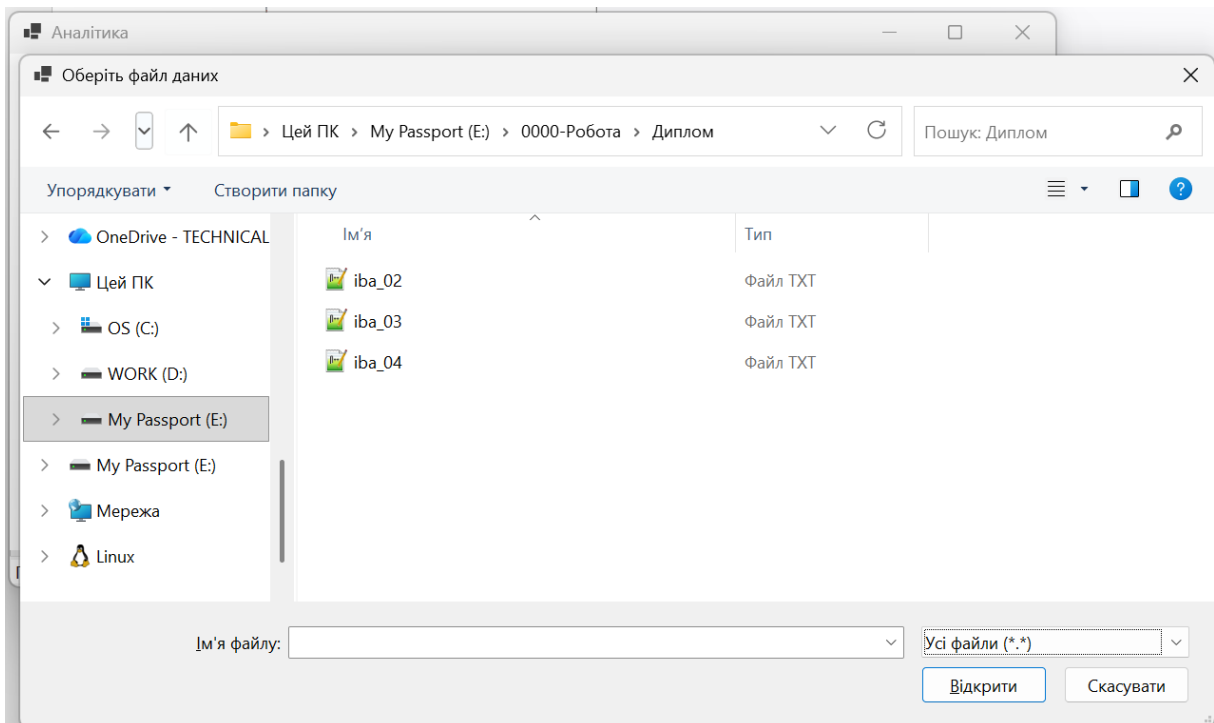 Аналітика
Оберіть файл даних
Цей ПК > My Passport (E:) > 0000-Робота > Диплом
Пошук: Диплом
Упорядкувати
Створити папку
OneDrive - TECHNICAL
Цей ПК
OS (C:)
WORK (D:)
My Passport (E:)
My Passport (E:)
Мережа
Linux
Ім'я
Тип
iba_02
Файл TXT
iba_03
Файл TXT
iba_04
Файл TXT
Ім'я файлу:
Усі файли (*.*)
Відкрити
Скасувати